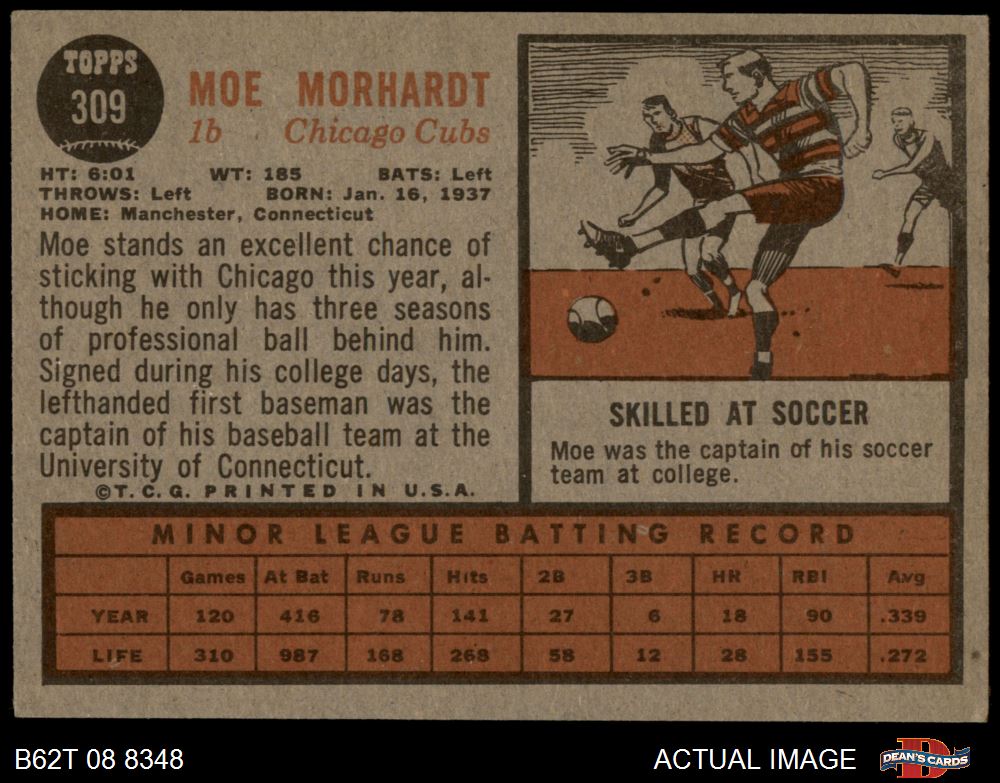 TOPPS
309
MOE MORHARDT
1b Chicago Cubs
HT: 6:01 WT: 185 BATS: Left
THROWS: Left BORN: Jan. 16, 1937
HOME: Manchester, Connecticut
Moe stands an excellent chance of
sticking with Chicago this year, al-
though he only has three seasons
of professional ball behind him.
Signed during his college days, the
lefthanded first baseman was the
captain of his baseball team at the
University of Connecticut.
©T.C.G. PRINTED IN U.S.A.
SKILLED AT SOCCER
Moe was the captain of his soccer
team at college.
MINOR LEAGUE BATTING RECORD
Games At Bat Runs Hits 2B 3B HR RBI Avg
YEAR 120 416 78 141 27 6 18 90 .339
LIFE 310 987 168 268 58 12 28 155 .272
B62T 08 8348 ACTUAL IMAGE D DEAN'S CARDS